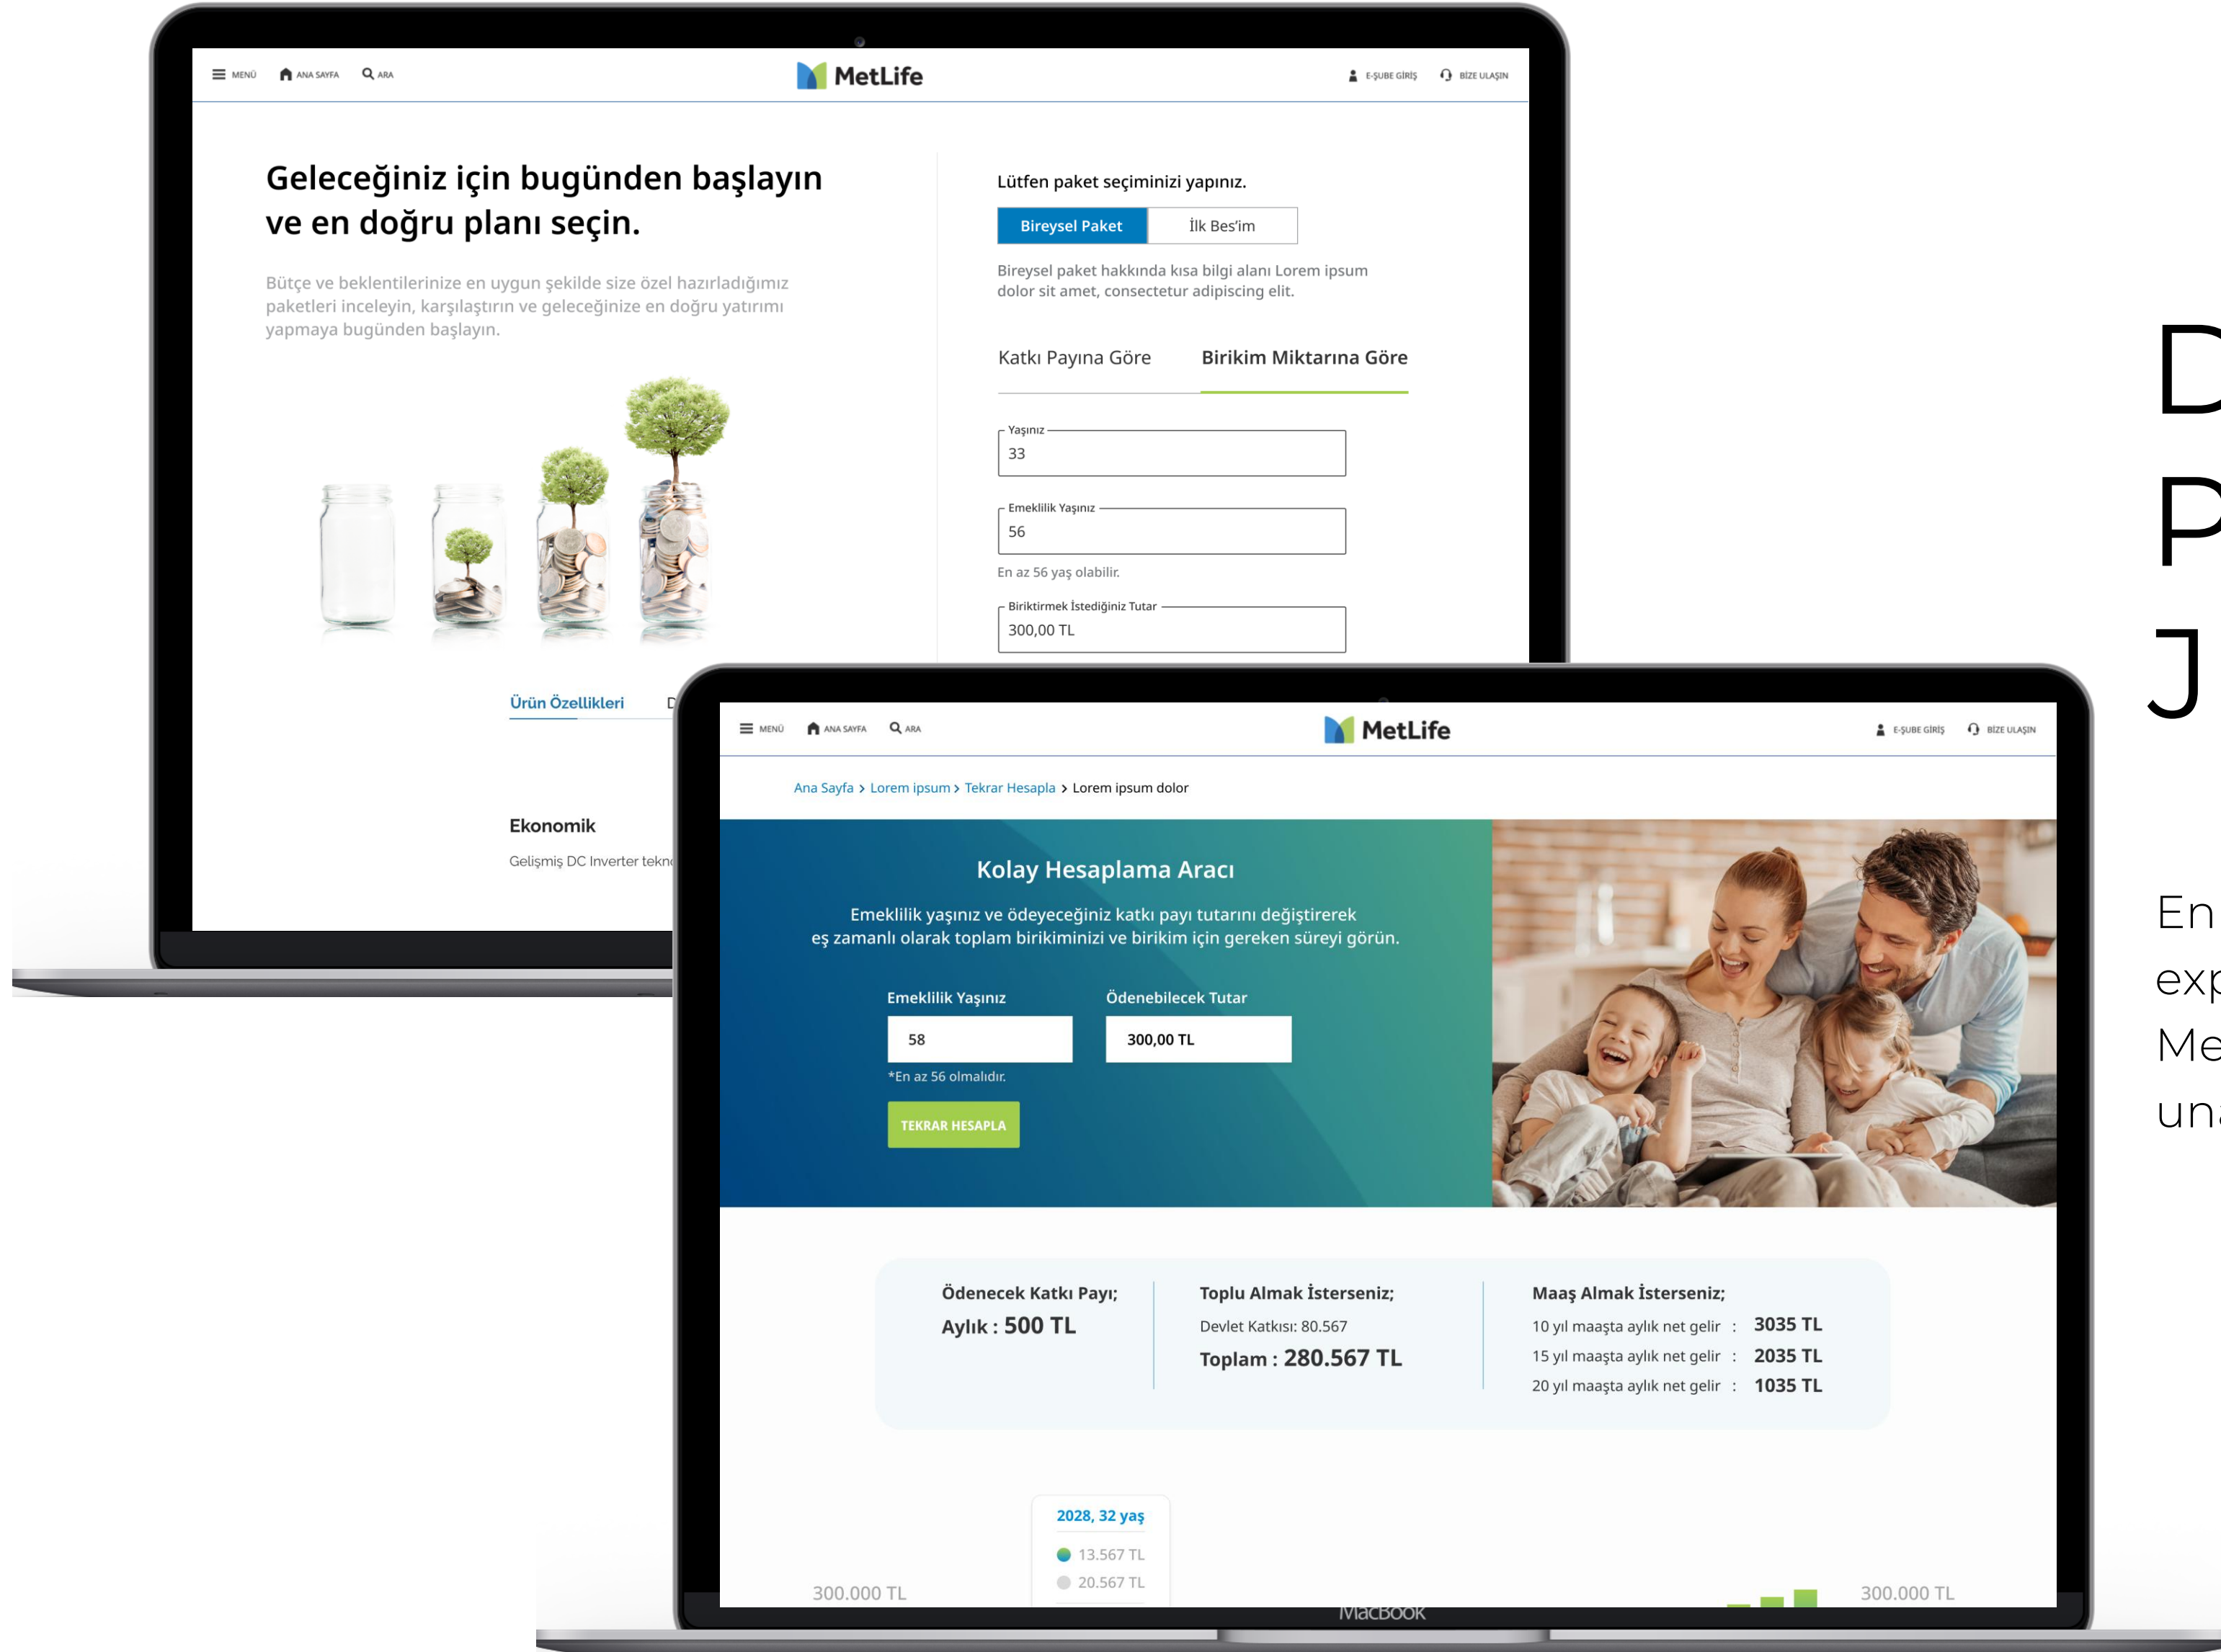 MENÜ ANA SAYFA ARA MetLife E-ŞUBE GİRİŞ BİZE ULAŞIN
Geleceğiniz için bugünden başlayın
ve en doğru planı seçin.
Bütçe ve beklentilerinize en uygun şekilde size özel hazırladığımız
paketleri inceleyin, karşılaştırın ve geleceğinize en doğru yatırımı
yapmaya bugünden başlayın.
Lütfen paket seçiminizi yapınız.
Bireysel Paket İlk Bes'im
Bireysel paket hakkında kısa bilgi alanı Lorem ipsum
dolor sit amet, consectetur adipiscing elit.
Katkı Payına Göre Birikim Miktarına Göre
Yaşınız
33
Emeklilik Yaşınız
56
En az 56 yaş olabilir.
Biriktirmek İstediğiniz Tutar
300,00 TL
Ürün Özellikleri
Ekonomik
Gelişmiş DC Inverter
MENÜ ANA SAYFA ARA MetLife E-ŞUBE GİRİŞ BİZE ULAŞIN
Ana Sayfa > Lorem ipsum > Tekrar Hesapla > Lorem ipsum dolor
Kolay Hesaplama Aracı
Emeklilik yaşınız ve ödeyeceğiniz katkı payı tutarını değiştirerek
eş zamanlı olarak toplam birikiminizi ve birikim için gereken süreyi görün.
Emeklilik Yaşınız Ödenebilecek Tutar
58 300,00 TL
*En az 56 olmalıdır.
TEKRAR HESAPLA
Ödenecek Katkı Payı;
Aylık : 500 TL
Toplu Almak İsterseniz;
Devlet Katkısı: 80.567
Toplam : 280.567 TL
Maaş Almak İsterseniz;
10 yıl maaşta aylık net gelir : 3035 TL
15 yıl maaşta aylık net gelir : 2035 TL
20 yıl maaşta aylık net gelir : 1035 TL
2028, 32 yaş
13.567 TL
20.567 TL
300.000 TL 300.000 TL
MacBook
D
P
J
En
exp
Me
una